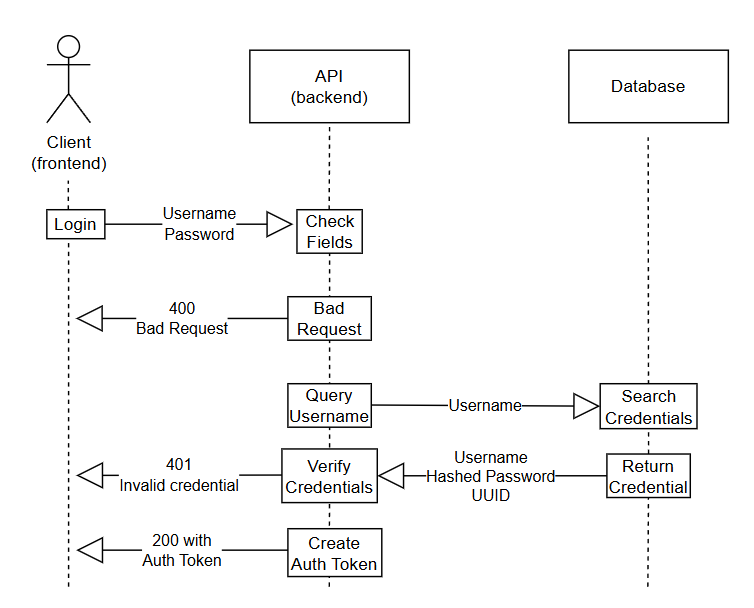 Client
(frontend)
API
(backend)
Database
Login
Username
Password
Check
Fields
400
Bad Request
Bad
Request
Query
Username
Username
Search
Credentials
401
Invalid credential
Verify
Credentials
Username
Hashed Password
UUID
Return
Credential
200 with
Auth Token
Create
Auth Token